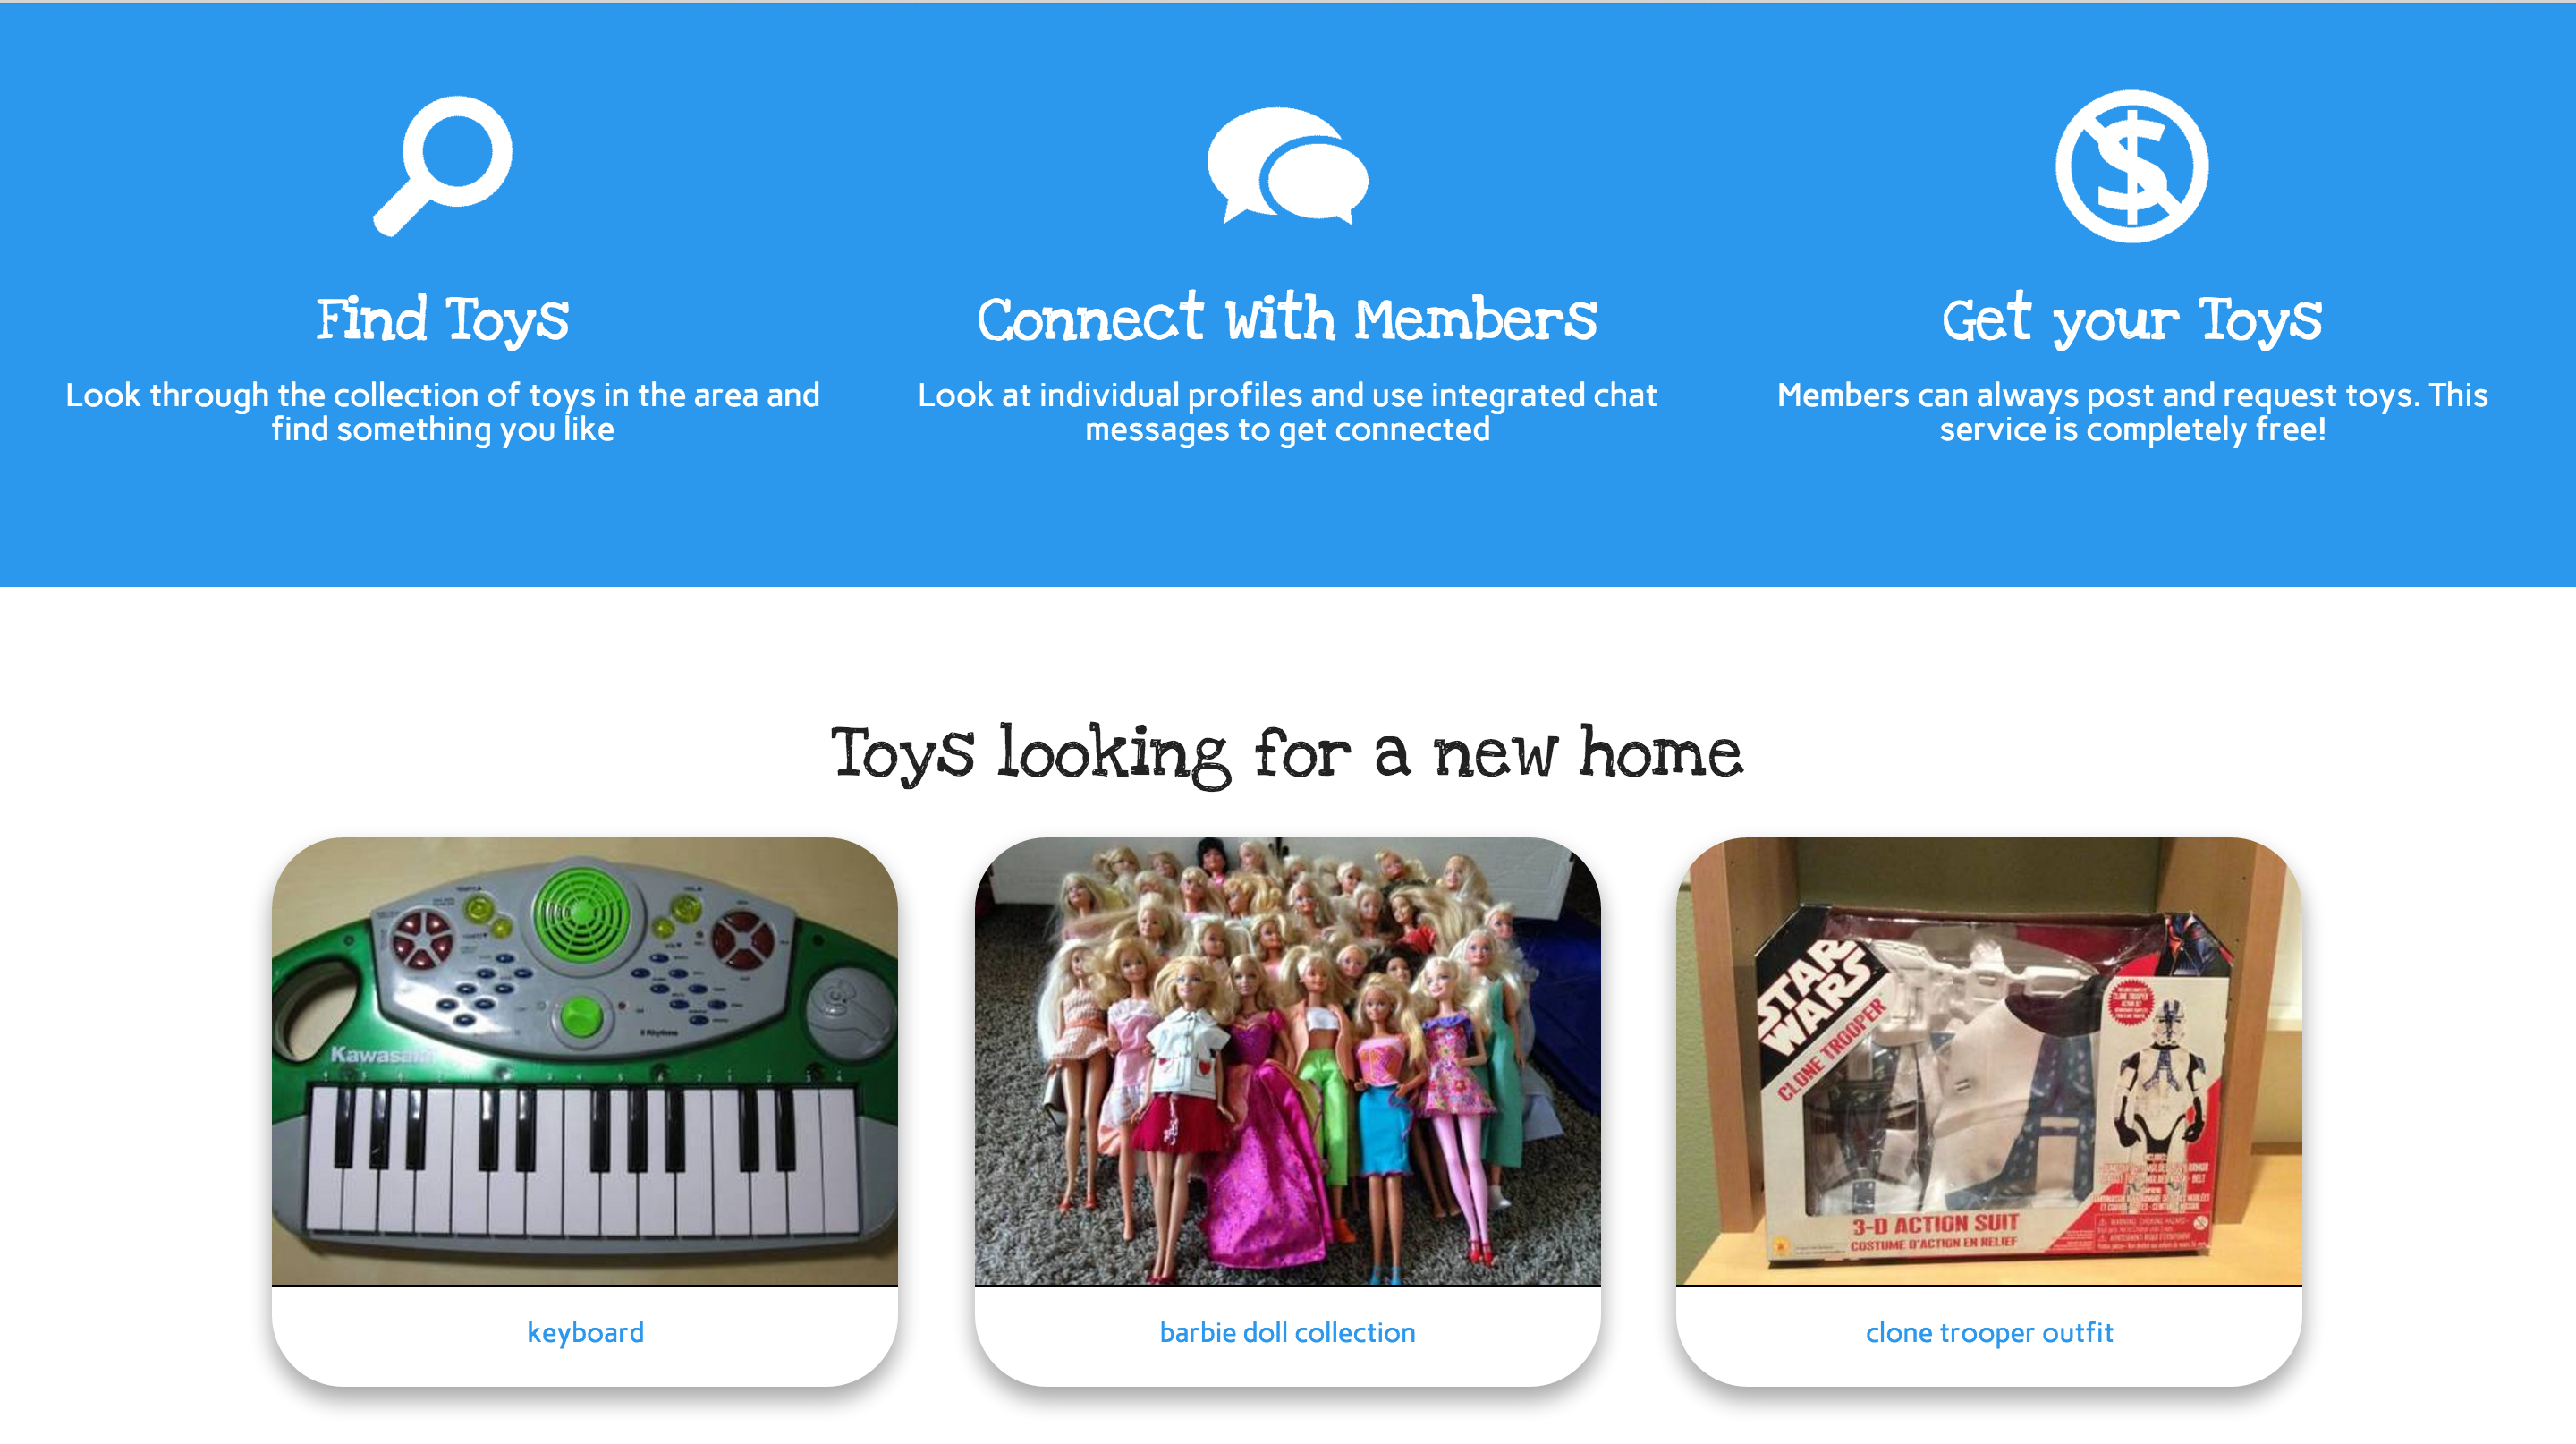 Find Toys
Look through the collection of toys in the area and
find something you like
Connect with Members
Look at individual profiles and use integrated chat
messages to get connected
Get your Toys
Members can always post and request toys. This
service is completely free!
Toys looking for a new home
Kawasaki
keyboard
STAR
WARS
CLONE TROOPER
3-D ACTION SUIT
COSTUME D'ACTION EN RELIEF
barbie doll collection
clone trooper outfit